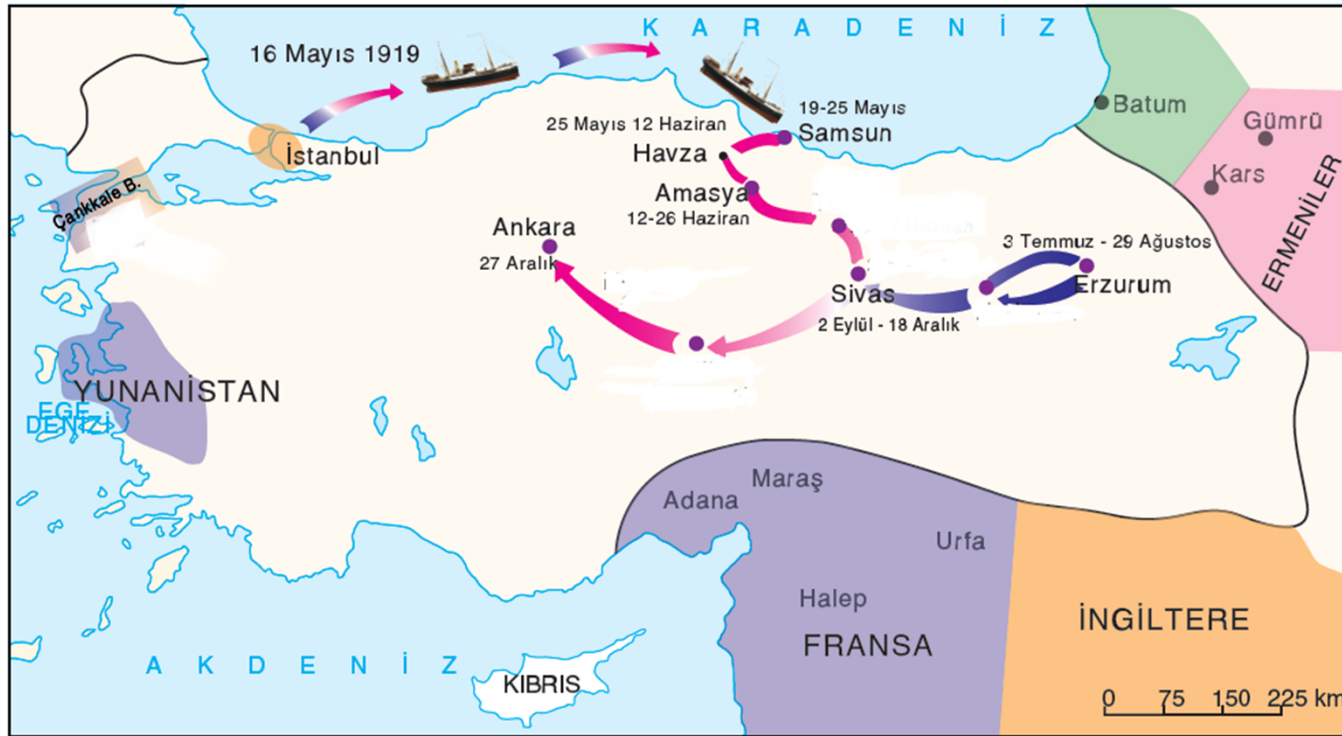 K A R A D E N İ Z
16 Mayıs 1919
19-25 Mayıs
Samsun
25 Mayıs 12 Haziran
Havza
Amasya
12-26 Haziran
İstanbul
Çankkale B.
Ankara
27 Aralık
Batum
Gümrü
Kars
ERMENİLER
3 Temmuz - 29 Ağustos
Erzurum
Sivas
2 Eylül - 18 Aralık
YUNANİSTAN
EGE
DENİZİ
Adana
Maraş
Urfa
Halep
FRANSA
İNGİLTERE
A K D E N İ Z
KIBRIS
0 75 150 225 km